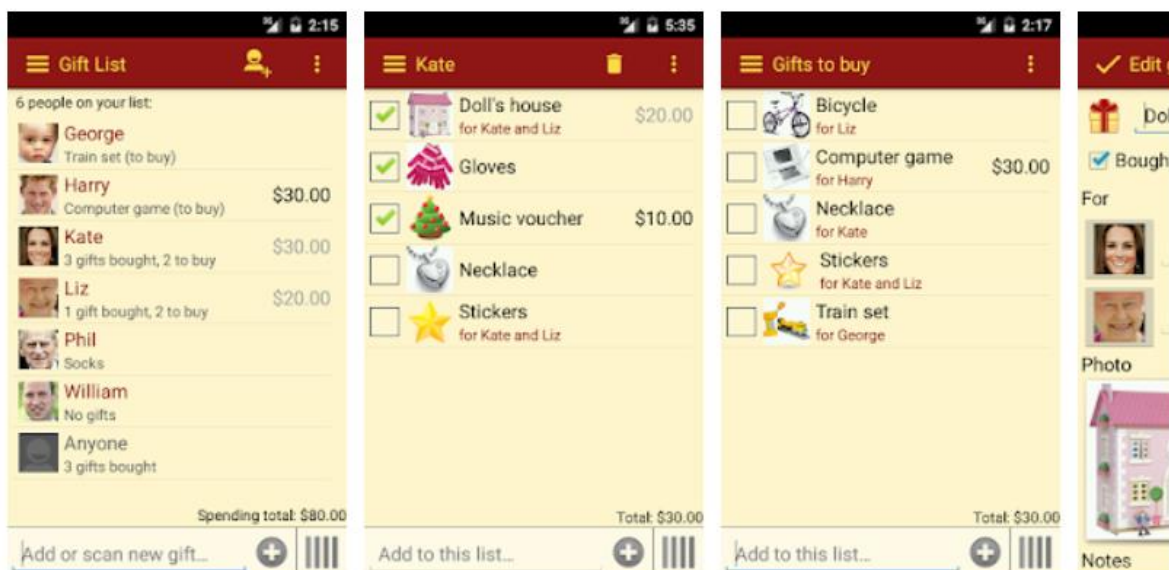 2:15
Gift List
6 people on your list:
George
Train set (to buy)
Harry
Computer game (to buy)
$30.00
Kate
3 gifts bought, 2 to buy
$30.00
Liz
1 gift bought, 2 to buy
$20.00
Phil
Socks
William
No gifts
Anyone
3 gifts bought
Spending total: $80.00
Add or scan new gift...
5:35
Kate
Doll's house
for Kate and Liz
$20.00
Gloves
Music voucher
$10.00
Necklace
Stickers
for Kate and Liz
Total: $30.00
Add to this list...
2:17
Gifts to buy
Bicycle
for Liz
Computer game
for Harry
$30.00
Necklace
for Kate
Stickers
for Kate and Liz
Train set
for George
Total: $30.00
Add to this list...
Edit
Dol
Bough
For
Photo
Notes